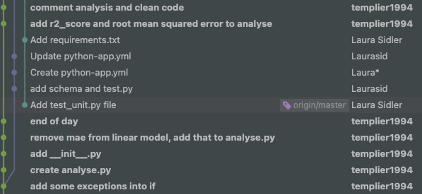 comment analysis and clean code templier1994
add r2_score and root mean squared error to analyse templier1994
Add requirements.txt Laura Sidler
Update python-app.yml Laurasid
Create python-app.yml Laura*
add schema and test.py Laurasid
Add test_unit.py file origin/master Laura Sidler
end of day templier1994
remove mae from linear model, add that to analyse.py templier1994
add __init__.py templier1994
create analyse.py templier1994
add some exceptions into if templier1994